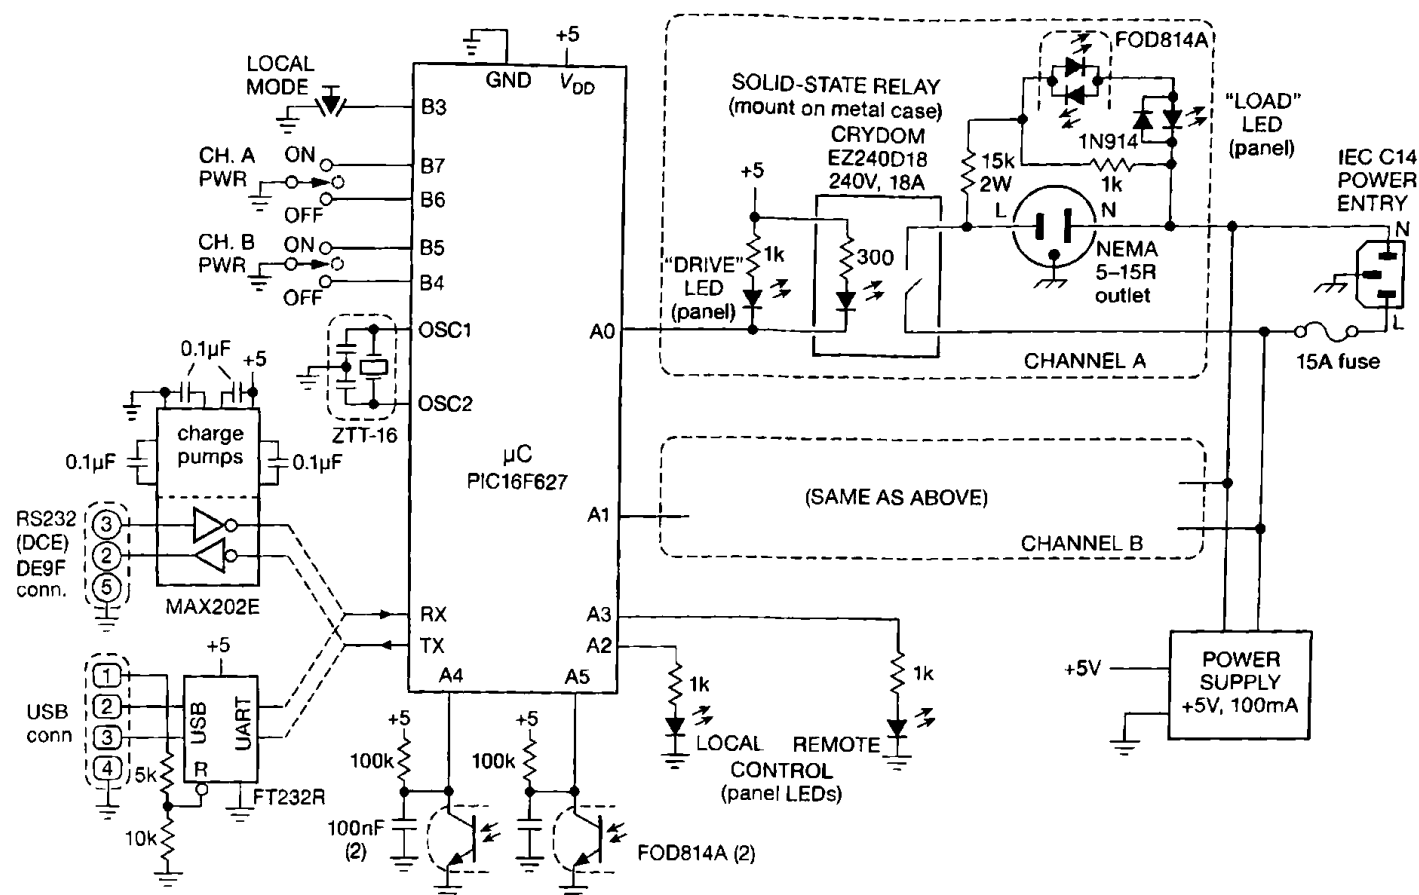 +5
GND
VDD
LOCAL
MODE
B3
CH. A
PWR
ON
OFF
B7
B6
CH. B
PWR
ON
OFF
B5
B4
OSC1
OSC2
ZTT-16
0.1µF
+5
charge
pumps
0.1µF
0.1µF
RS232
(DCE)
DE9F
conn.
3
2
5
MAX202E
µC
PIC16F627
RX
TX
A4
A5
A0
A1
A3
A2
+5
USB
conn
1
2
3
4
USB
UART
R
FT232R
5k
10k
+5
100k
100nF
(2)
+5
100k
FOD814A (2)
1k
LOCAL
REMOTE
CONTROL
(panel LEDs)
1k
FOD814A
SOLID-STATE RELAY
(mount on metal case)
CRYDOM
EZ240D18
240V, 18A
+5
1k
"DRIVE"
LED
(panel)
300
15k
2W
1N914
1k
"LOAD"
LED
(panel)
L
N
NEMA
5–15R
outlet
CHANNEL A
IEC C14
POWER
ENTRY
N
L
15A fuse
(SAME AS ABOVE)
CHANNEL B
+5V
POWER
SUPPLY
+5V, 100mA